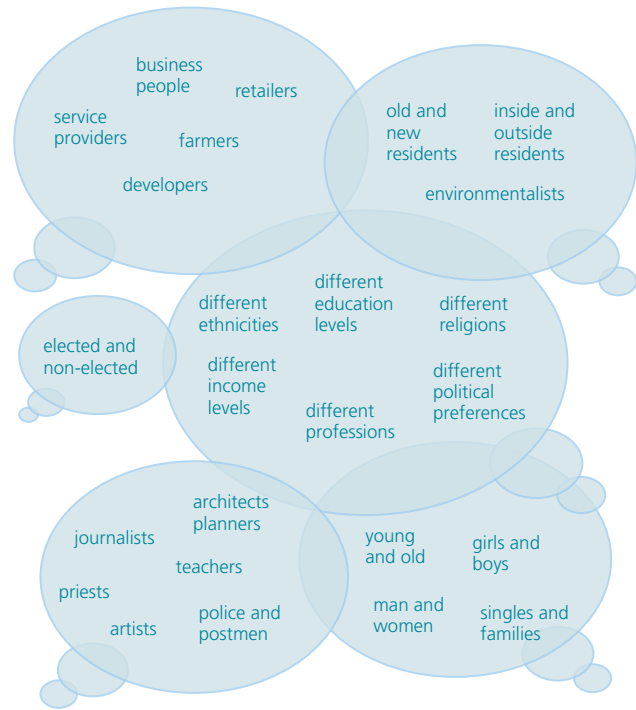 business
people
retailers
service
providers
farmers
developers
old and
new
residents
inside and
outside
residents
environmentalists
different
ethnicities
different
education
levels
different
religions
different
income
levels
different
professions
different
political
preferences
elected and
non-elected
architects
planners
journalists
teachers
priests
artists
police and
postmen
young
and old
girls and
boys
man and
women
singles and
families